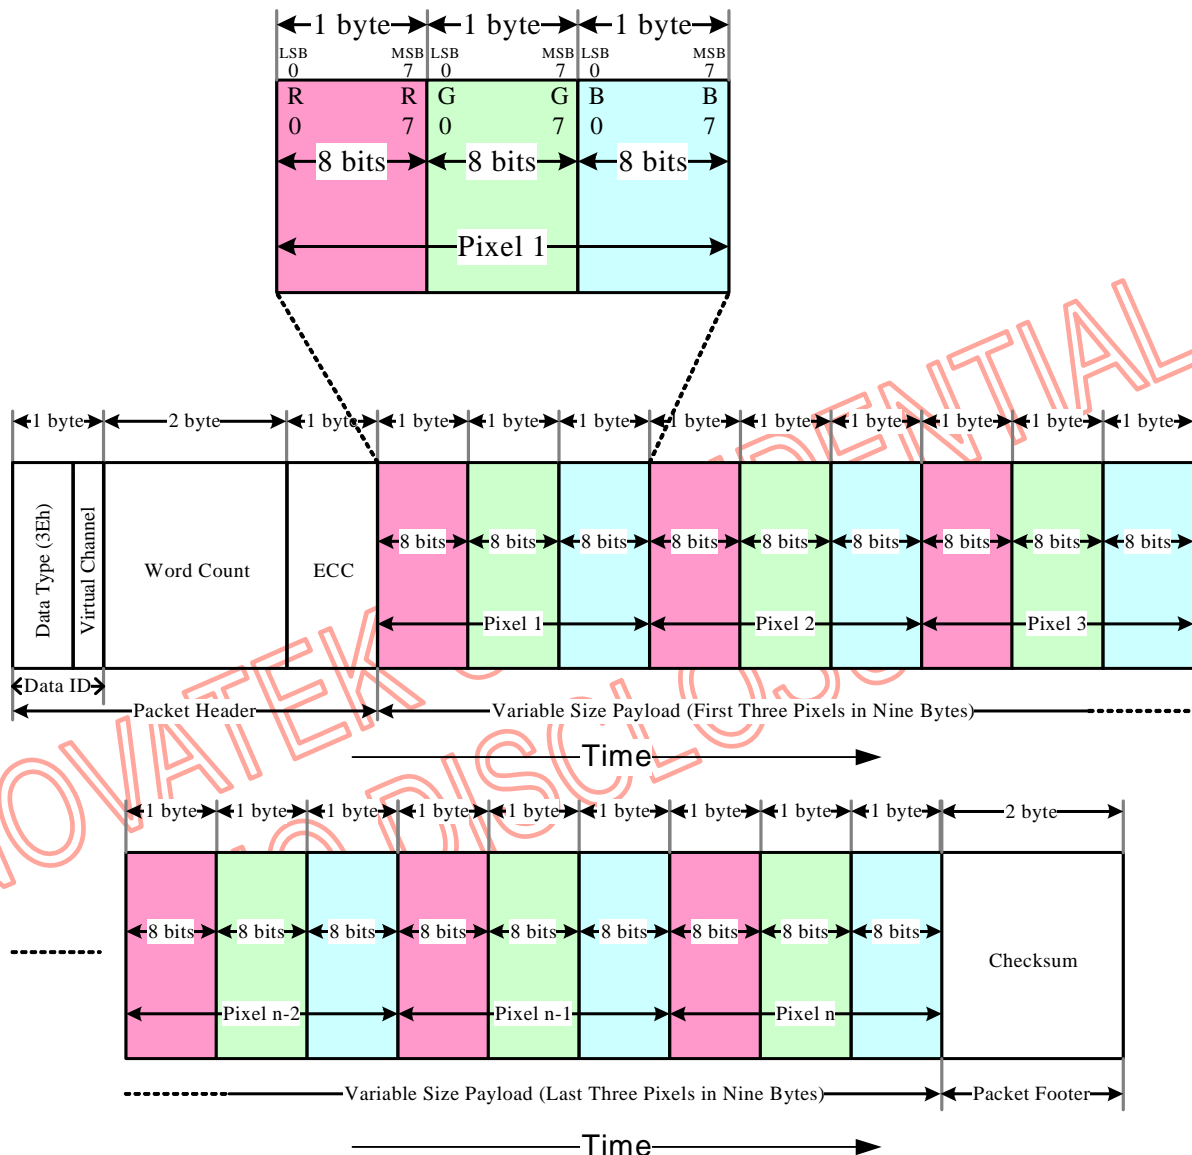 1 byte 1 byte 1 byte
LSB MSB LSB MSB LSB MSB
0 7 0 7 0 7
R R G G B B
0 7 0 7 0 7
8 bits 8 bits 8 bits
Pixel 1
1 byte 2 byte 1 byte 1 byte 1 byte 1 byte 1 byte 1 byte 1 byte 1 byte 1 byte 1 byte
Data Type (3Eh)
Virtual Channel
Word Count
ECC
8 bits 8 bits 8 bits 8 bits 8 bits 8 bits 8 bits 8 bits 8 bits
Pixel 1 Pixel 2 Pixel 3
Data ID
Packet Header
Variable Size Payload (First Three Pixels in Nine Bytes)
Time
1 byte 1 byte 1 byte 1 byte 1 byte 1 byte 1 byte 1 byte 1 byte 2 byte
8 bits 8 bits 8 bits 8 bits 8 bits 8 bits 8 bits 8 bits 8 bits
Checksum
Pixel n-2 Pixel n-1 Pixel n
Variable Size Payload (Last Three Pixels in Nine Bytes)
Packet Footer
Time